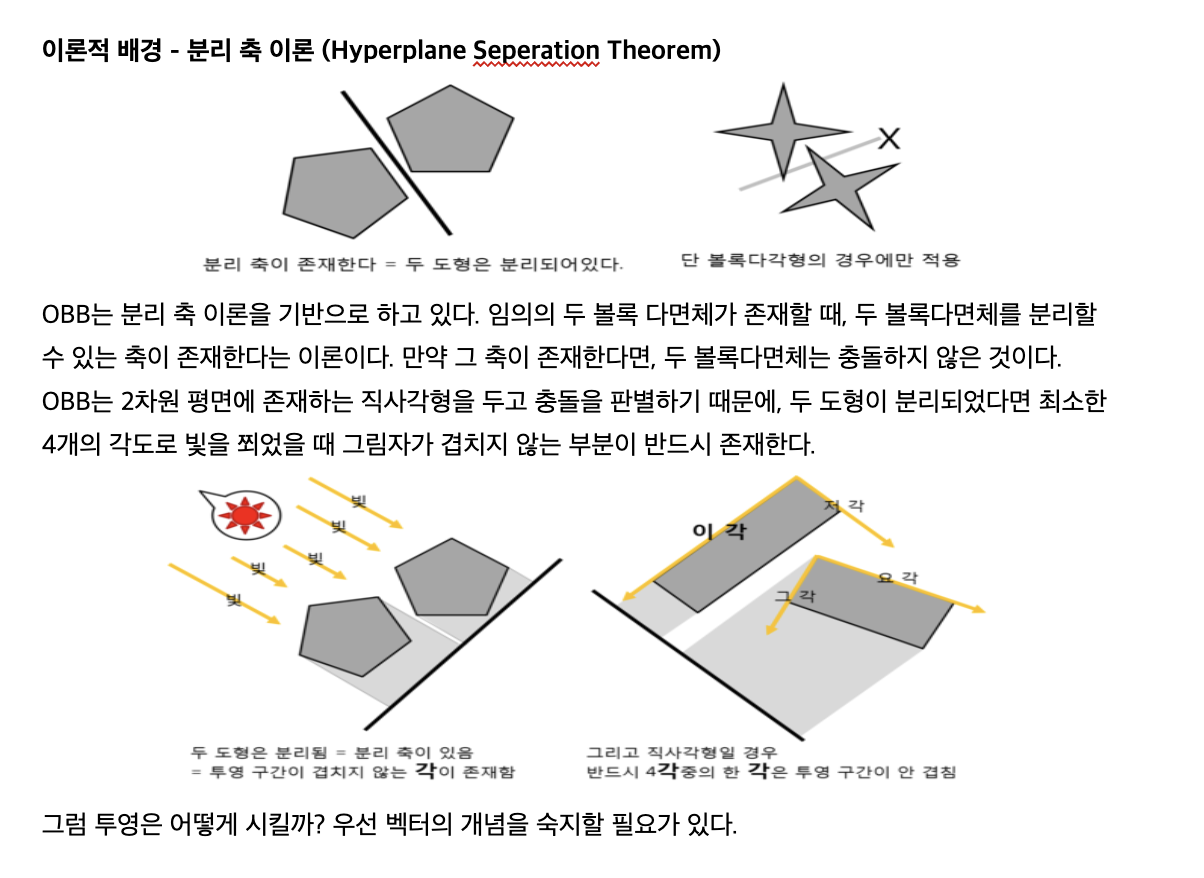 이론적 배경 - 분리 축 이론 (Hyperplane Seperation Theorem)
X
분리 축이 존재한다 = 두 도형은 분리되어있다.
단 볼록다각형의 경우에만 적용
OBB는 분리 축 이론을 기반으로 하고 있다. 임의의 두 볼록 다면체가 존재할 때, 두 볼록다면체를 분리할
수 있는 축이 존재한다는 이론이다. 만약 그 축이 존재한다면, 두 볼록다면체는 충돌하지 않은 것이다.
OBB는 2차원 평면에 존재하는 직사각형을 두고 충돌을 판별하기 때문에, 두 도형이 분리되었다면 최소한
4개의 각도로 빛을 쬐었을 때 그림자가 겹치지 않는 부분이 반드시 존재한다.
빛
빛
빛
빛
빛
이 각
저 각
요 각
그 각
두 도형은 분리됨 = 분리 축이 있음
= 투영 구간이 겹치지 않는 각이 존재함
그리고 직사각형일 경우
반드시 4각중의 한 각은 투영 구간이 안 겹침
그럼 투영은 어떻게 시킬까? 우선 벡터의 개념을 숙지할 필요가 있다.